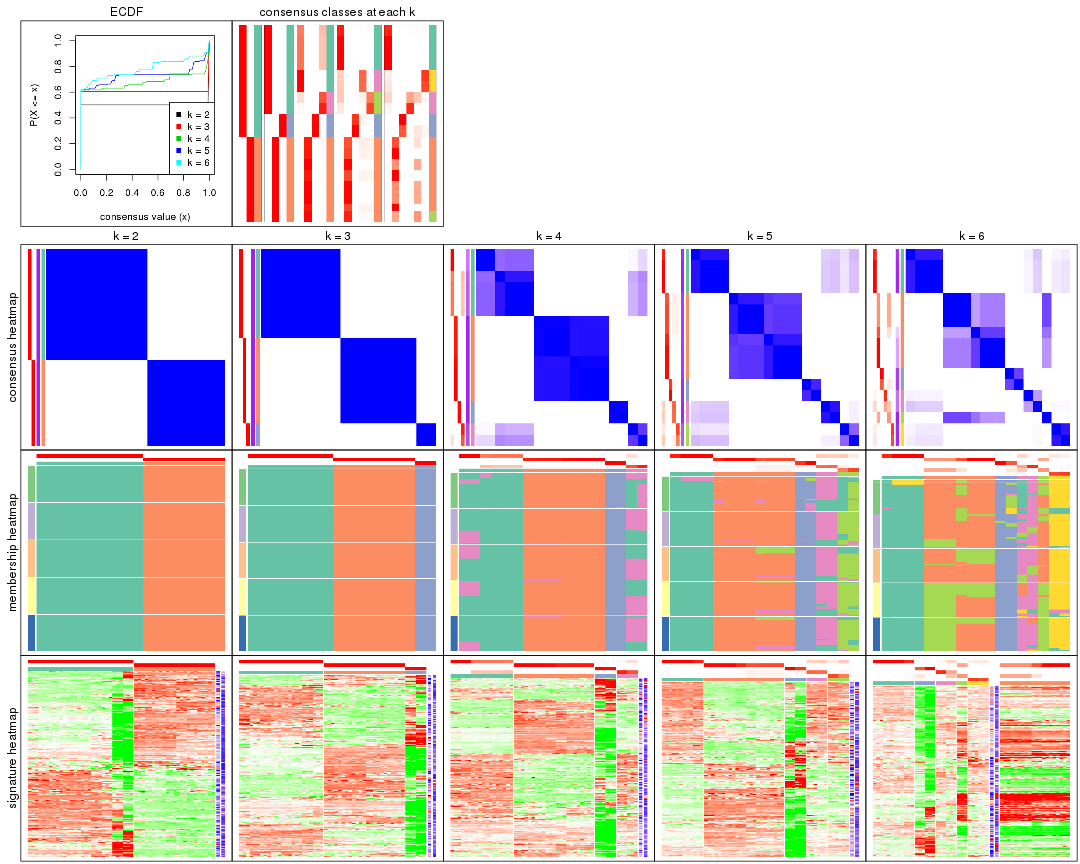 ECDF
consensus classes at each k
P(X <= x)
0.0 0.2 0.4 0.6 0.8 1.0
k = 2
k = 3
k = 4
k = 5
k = 6
0.0 0.2 0.4 0.6 0.8 1.0
consensus value (x)
k = 2 k = 3 k = 4 k = 5 k = 6
consensus heatmap
membership heatmap
signature heatmap